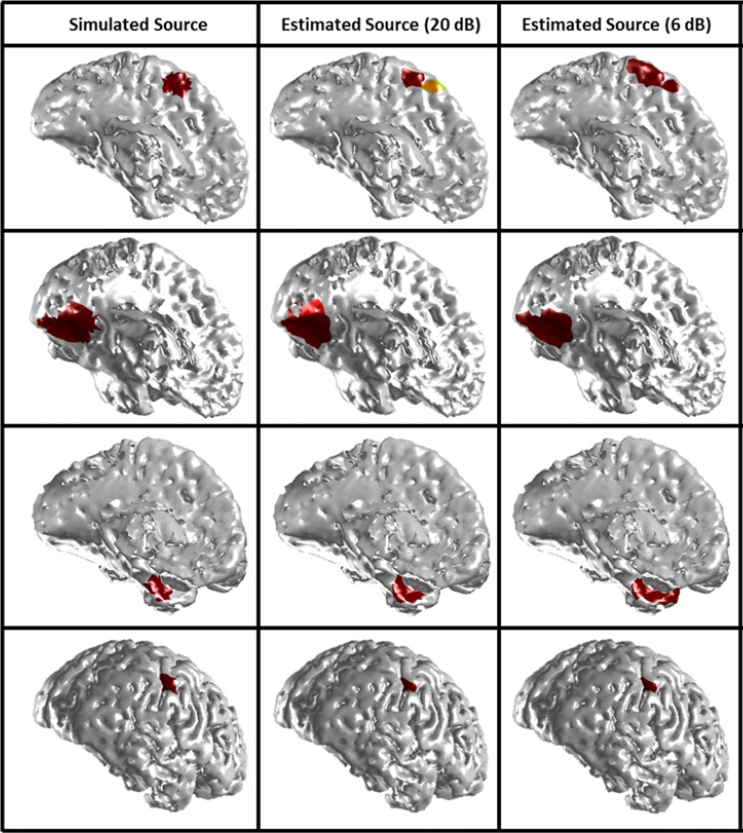 Simulated Source
Estimated Source (20 dB)
Estimated Source (6 dB)